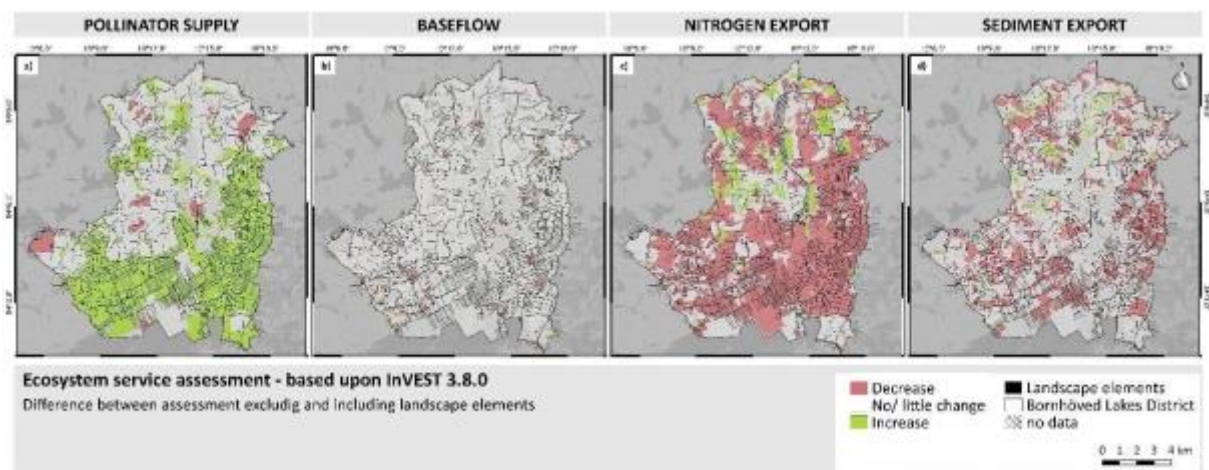 POLLINATOR SUPPLY
BASEFLOW
NITROGEN EXPORT
SEDIMENT EXPORT
a)
b)
c)
d)
Ecosystem service assessment - based upon InVEST 3.8.0
Difference between assessment excludig and including landscape elements
Decrease
No/ little change
Increase
Landscape elements
Bornhöved Lakes District
no data
0 1 2 3 4 km